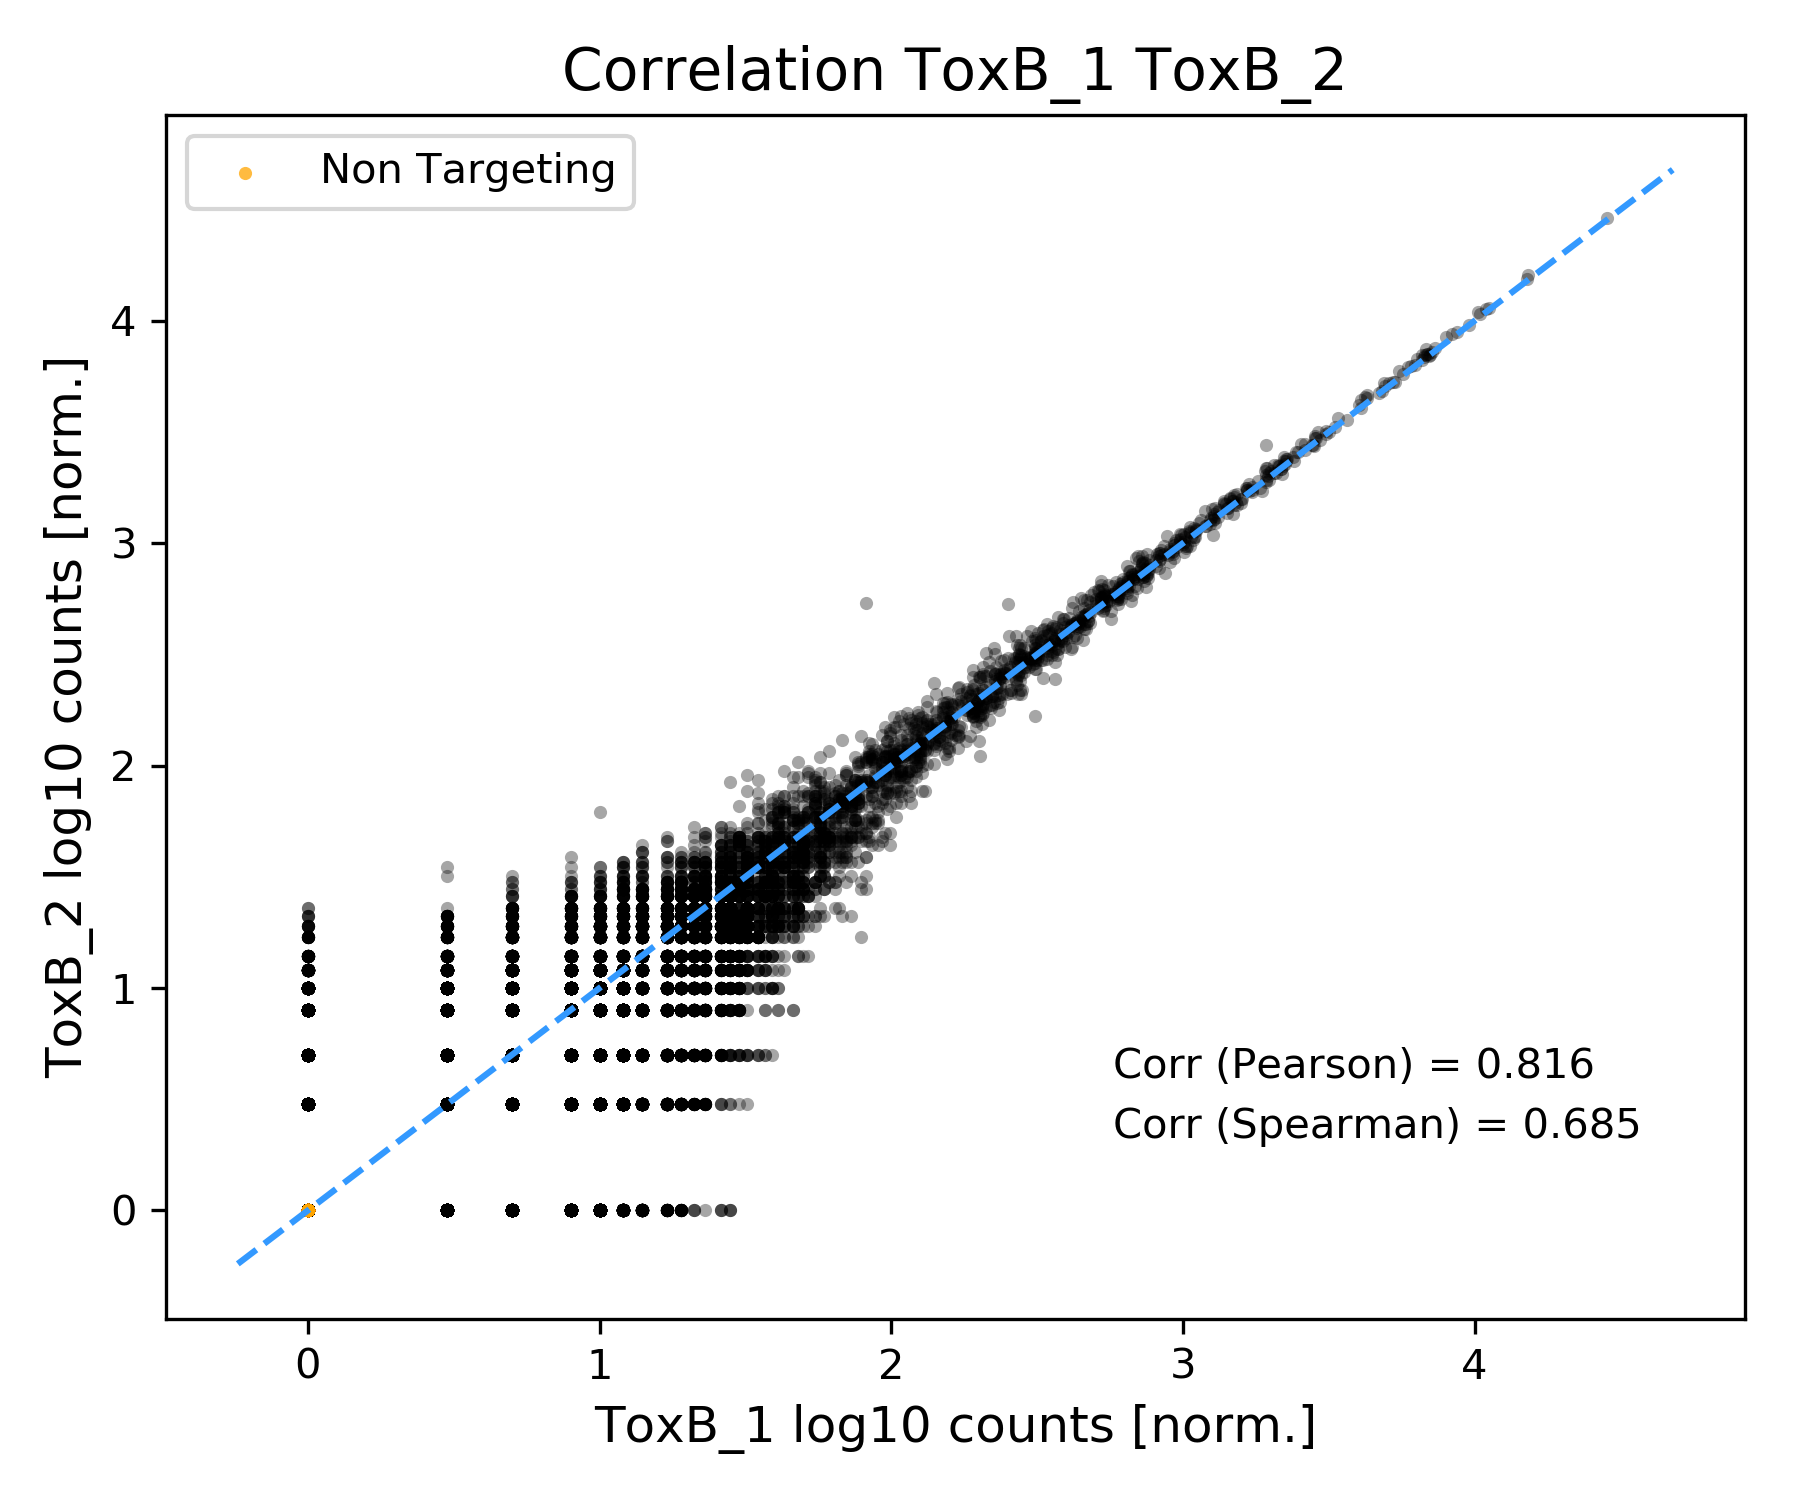 Correlation ToxB_1 ToxB_2
Non Targeting
4
3
2
1
0
ToxB_2 log10 counts [norm.]
Corr (Pearson) = 0.816
Corr (Spearman) = 0.685
0 1 2 3 4
ToxB_1 log10 counts [norm.]